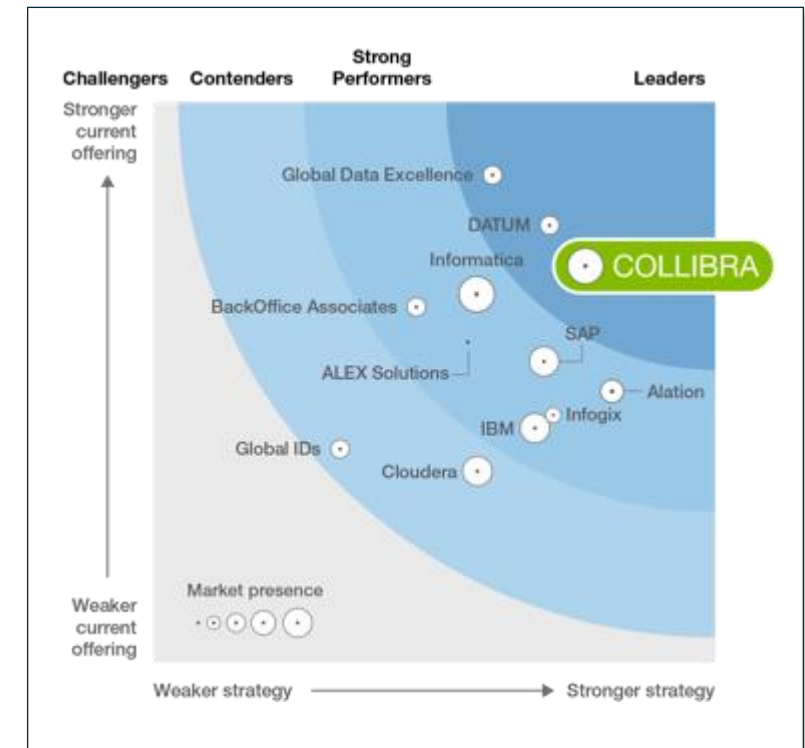 Challengers
Contenders
Strong
Performers
Leaders
Stronger
current
offering
Global Data Excellence
DATUM
COLLIBRA
Informatica
BackOffice Associates
SAP
ALEX Solutions
Alation
Infogix
IBM
Global IDs
Cloudera
Market presence
Weaker
current
offering
Weaker strategy
Stronger strategy